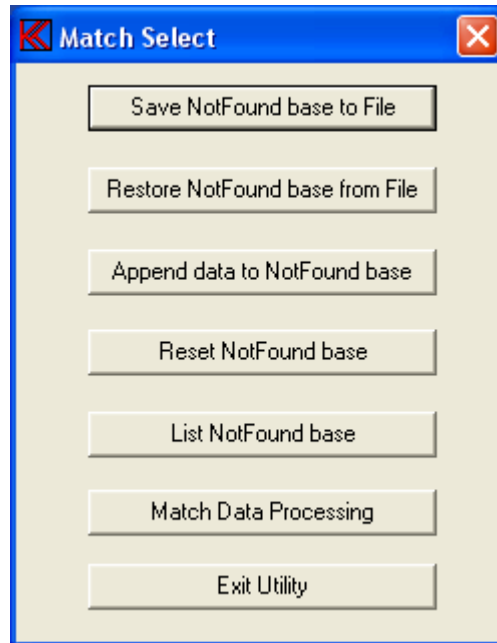 Match Select
Save NotFound base to File
Restore NotFound base from File
Append data to NotFound base
Reset NotFound base
List NotFound base
Match Data Processing
Exit Utility